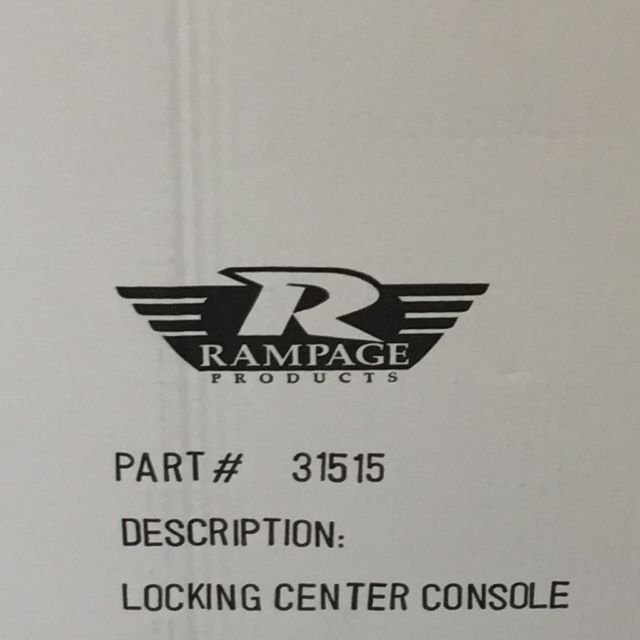 R
RAMPAGE
PRODUCTS
PART# 31515
DESCRIPTION:
LOCKING CENTER CONSOLE